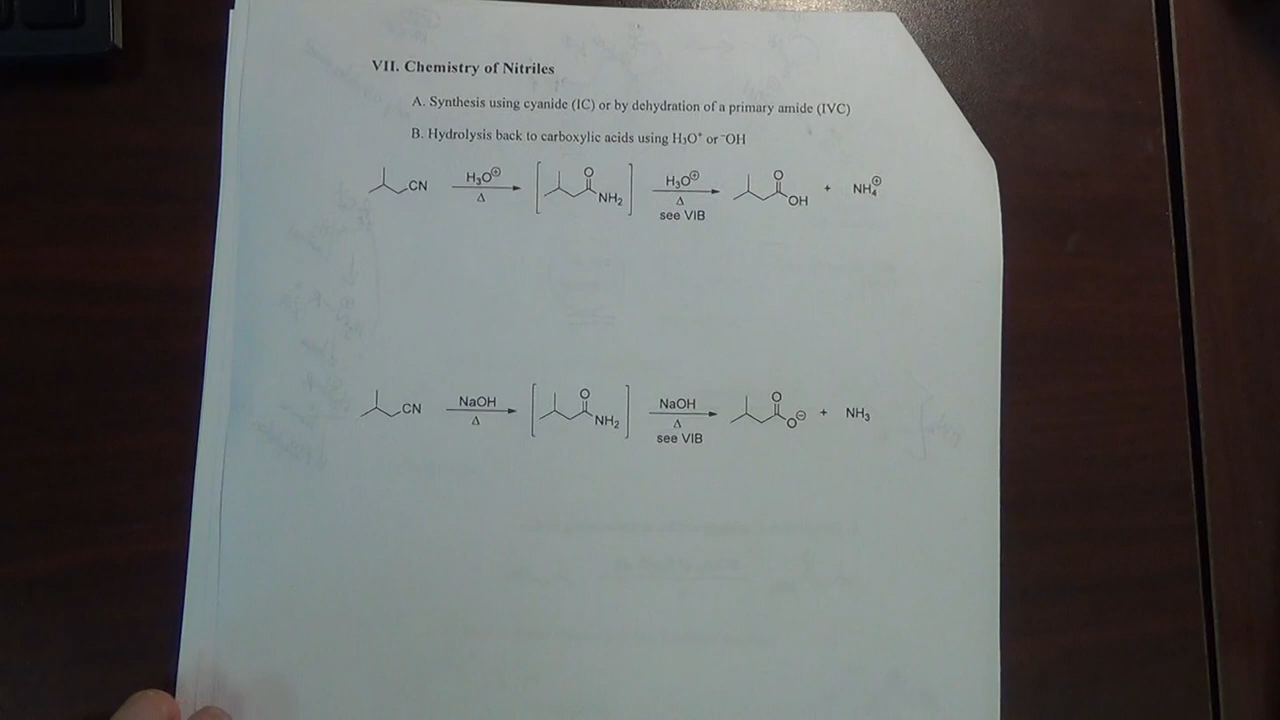 VII. Chemistry of Nitriles
A. Synthesis using cyanide (IC) or by dehydration of a primary amide (IVC)
B. Hydrolysis back to carboxylic acids using H₃O⁺ or ⁻OH
CN H₃O⊕ Δ O NH₂ H₃O⊕ Δ see VIB O OH + NH₄⊕
CN NaOH Δ O NH₂ NaOH Δ see VIB O O⊖ + NH₃